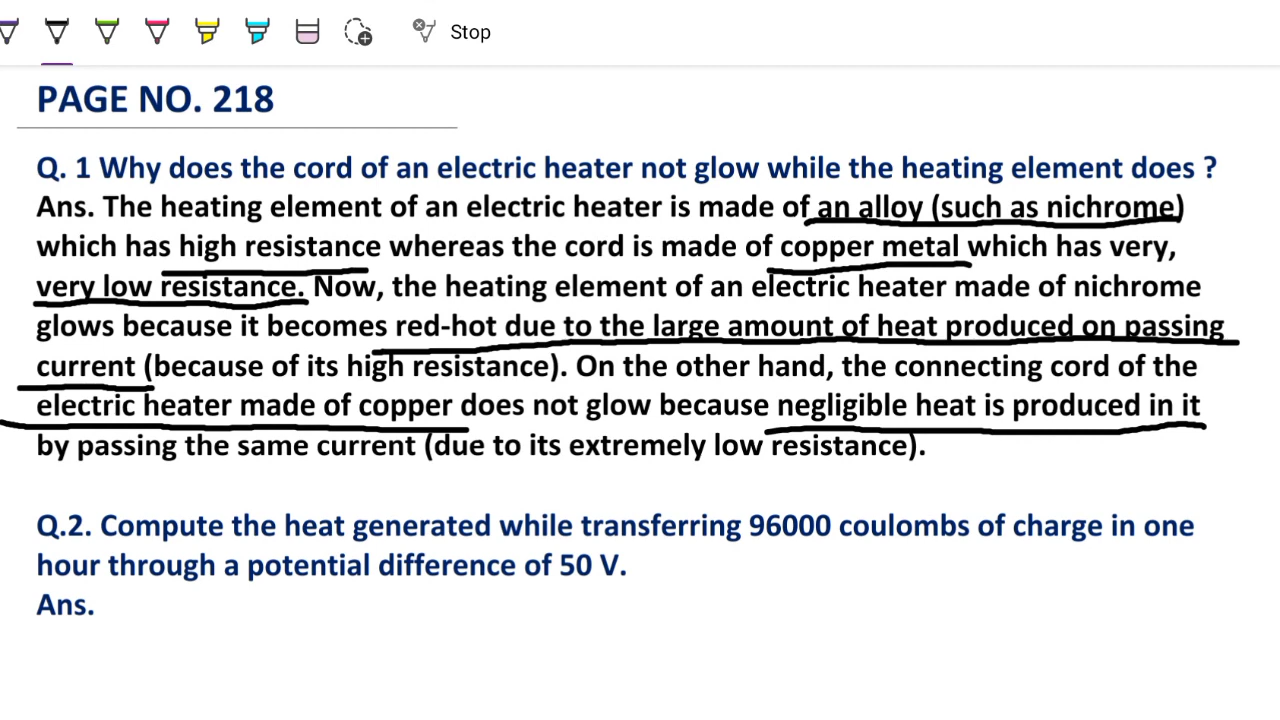 Stop
PAGE NO. 218
Q. 1 Why does the cord of an electric heater not glow while the heating element does ?
Ans. The heating element of an electric heater is made of an alloy (such as nichrome)
which has high resistance whereas the cord is made of copper metal which has very,
very low resistance. Now, the heating element of an electric heater made of nichrome
glows because it becomes red-hot due to the large amount of heat produced on passing
current (because of its high resistance). On the other hand, the connecting cord of the
electric heater made of copper does not glow because negligible heat is produced in it
by passing the same current (due to its extremely low resistance).
Q.2. Compute the heat generated while transferring 96000 coulombs of charge in one
hour through a potential difference of 50 V.
Ans.